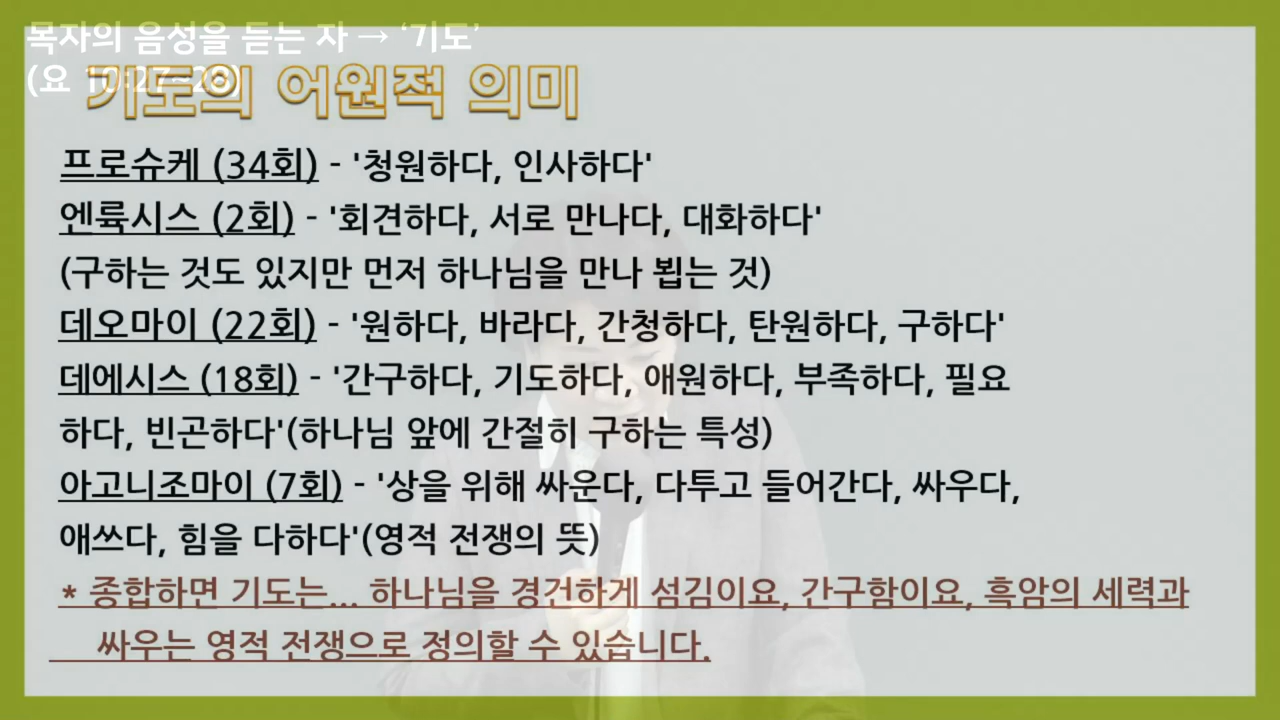 목자의 음성을 듣는 자 → ‘기도’
(요 10:27~28)
기도의 어원적 의미
프로슈케 (34회) - '청원하다, 인사하다'
엔륙시스 (2회) - '회견하다, 서로 만나다, 대화하다'
(구하는 것도 있지만 먼저 하나님을 만나 뵙는 것)
데오마이 (22회) - '원하다, 바라다, 간청하다, 탄원하다, 구하다'
데에시스 (18회) - '간구하다, 기도하다, 애원하다, 부족하다, 필요
하다, 빈곤하다'(하나님 앞에 간절히 구하는 특성)
아고니조마이 (7회) - '상을 위해 싸운다, 다투고 들어간다, 싸우다,
애쓰다, 힘을 다하다'(영적 전쟁의 뜻)
* 종합하면 기도는... 하나님을 경건하게 섬김이요, 간구함이요, 흑암의 세력과
싸우는 영적 전쟁으로 정의할 수 있습니다.